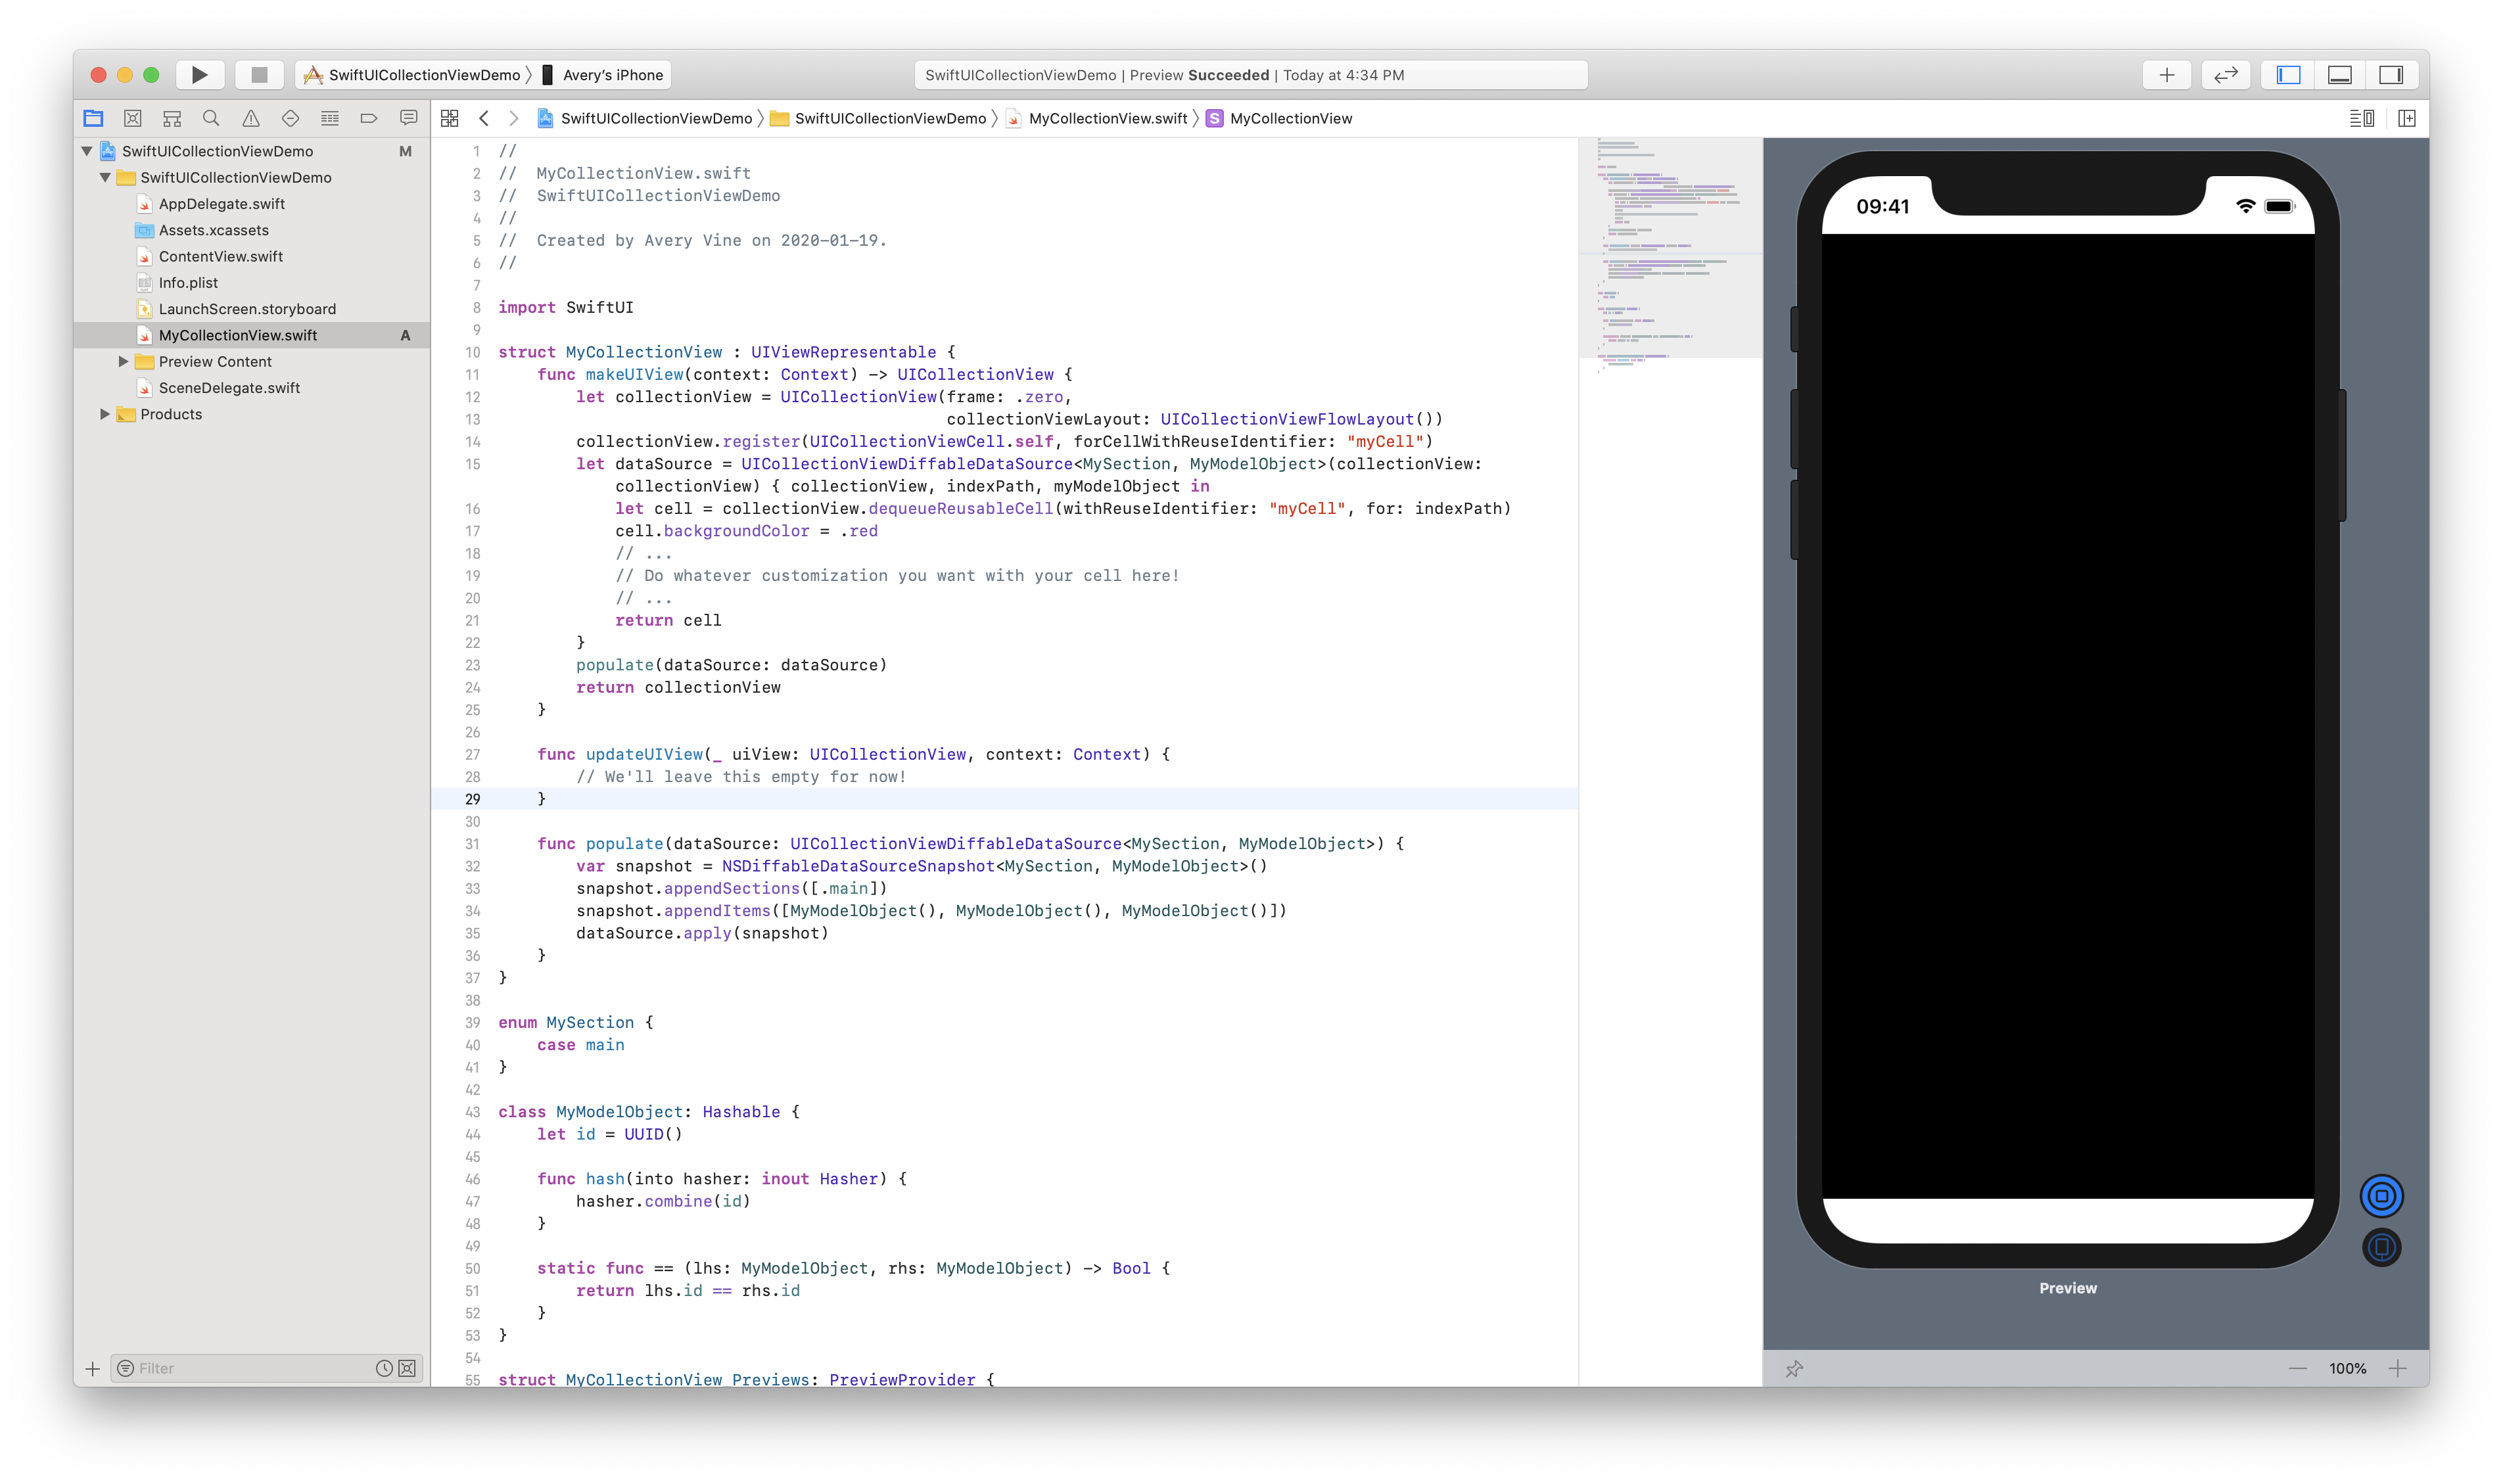 SwiftUICollectionViewDemo Avery’s iPhone
SwiftUICollectionViewDemo | Preview Succeeded | Today at 4:34 PM
SwiftUICollectionViewDemo SwiftUICollectionViewDemo MyCollectionView.swift S MyCollectionView
SwiftUICollectionViewDemo M
SwiftUICollectionViewDemo
AppDelegate.swift
Assets.xcassets
ContentView.swift
Info.plist
LaunchScreen.storyboard
MyCollectionView.swift A
Preview Content
SceneDelegate.swift
Products
Filter
1 //
2 //  MyCollectionView.swift
3 //  SwiftUICollectionViewDemo
4 //
5 //  Created by Avery Vine on 2020-01-19.
6 //
7
8 import SwiftUI
9
10 struct MyCollectionView : UIViewRepresentable {
11     func makeUIView(context: Context) -> UICollectionView {
12         let collectionView = UICollectionView(frame: .zero,
13                                               collectionViewLayout: UICollectionViewFlowLayout())
14         collectionView.register(UICollectionViewCell.self, forCellWithReuseIdentifier: "myCell")
15         let dataSource = UICollectionViewDiffableDataSource<MySection, MyModelObject>(collectionView:
            collectionView) { collectionView, indexPath, myModelObject in
16             let cell = collectionView.dequeueReusableCell(withReuseIdentifier: "myCell", for: indexPath)
17             cell.backgroundColor = .red
18             // ...
19             // Do whatever customization you want with your cell here!
20             // ...
21             return cell
22         }
23         populate(dataSource: dataSource)
24         return collectionView
25     }
26
27     func updateUIView(_ uiView: UICollectionView, context: Context) {
28         // We'll leave this empty for now!
29     }
30
31     func populate(dataSource: UICollectionViewDiffableDataSource<MySection, MyModelObject>) {
32         var snapshot = NSDiffableDataSourceSnapshot<MySection, MyModelObject>()
33         snapshot.appendSections([.main])
34         snapshot.appendItems([MyModelObject(), MyModelObject(), MyModelObject()])
35         dataSource.apply(snapshot)
36     }
37 }
38
39 enum MySection {
40     case main
41 }
42
43 class MyModelObject: Hashable {
44     let id = UUID()
45
46     func hash(into hasher: inout Hasher) {
47         hasher.combine(id)
48     }
49
50     static func == (lhs: MyModelObject, rhs: MyModelObject) -> Bool {
51         return lhs.id == rhs.id
52     }
53 }
54
55 struct MyCollectionView_Previews: PreviewProvider {
09:41
Preview
100%